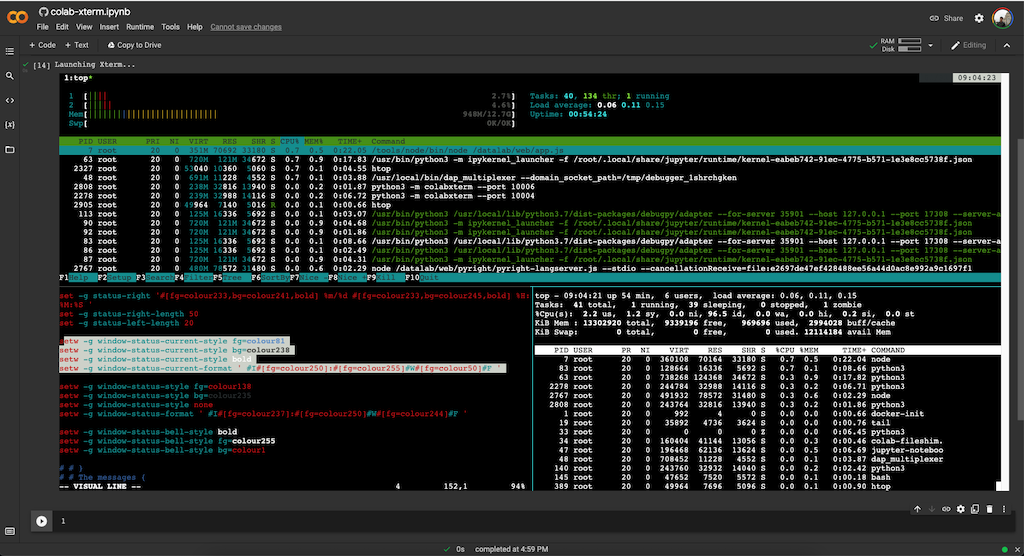 colab-xterm.ipynb
File Edit View Insert Runtime Tools Help Cannot save changes
Share
+ Code + Text Copy to Drive
RAM
Disk
Editing
[14] Launching Xterm...
1:top* 09:04:23
1 [ 2.7%] Tasks: 40, 134 thr; 1 running
2 [ 4.6%] Load average: 0.06 0.11 0.15
Mem[ 948M/12.7G] Uptime: 00:54:24
Swp[ 0K/0K]
PID USER PRI NI VIRT RES SHR S CPU% MEM% TIME+ Command
7 root 20 0 351M 70692 33180 S 0.7 0.5 0:22.05 /tools/node/bin/node /datalab/web/app.js
63 root 20 0 720M 121M 34672 S 0.7 0.9 0:17.83 /usr/bin/python3 -m ipykernel_launcher -f /root/.local/share/jupyter/runtime/kernel-eabeb742-91ec-4775-b571-1e3e8cc5738f.json
2327 root 20 0 53040 10360 5060 S 0.7 0.1 0:04.55 htop
48 root 20 0 691M 11228 4552 S 0.7 0.1 0:03.88 /usr/local/bin/dap_multiplexer --domain_socket_path=/tmp/debugger_1shrchgken
2808 root 20 0 238M 32816 13940 S 0.0 0.2 0:01.87 python3 -m colabxterm --port 10006
2278 root 20 0 239M 32988 14116 S 0.0 0.2 0:06.72 python3 -m colabxterm --port 10004
2905 root 20 0 49964 7140 5016 R 0.0 0.1 0:00.66 htop
113 root 20 0 125M 16336 5692 S 0.0 0.1 0:03.07 /usr/bin/python3 /usr/local/lib/python3.7/dist-packages/debugpy/adapter --for-server 35901 --host 127.0.0.1 --port 17308 --server-a
90 root 20 0 720M 121M 34672 S 0.0 0.9 0:04.68 /usr/bin/python3 -m ipykernel_launcher -f /root/.local/share/jupyter/runtime/kernel-eabeb742-91ec-4775-b571-1e3e8cc5738f.json
92 root 20 0 720M 121M 34672 S 0.0 0.9 0:01.86 /usr/bin/python3 -m ipykernel_launcher -f /root/.local/share/jupyter/runtime/kernel-eabeb742-91ec-4775-b571-1e3e8cc5738f.json
83 root 20 0 125M 16336 5692 S 0.0 0.1 0:08.66 /usr/bin/python3 /usr/local/lib/python3.7/dist-packages/debugpy/adapter --for-server 35901 --host 127.0.0.1 --port 17308 --server-a
86 root 20 0 125M 16336 5692 S 0.0 0.1 0:02.49 /usr/bin/python3 /usr/local/lib/python3.7/dist-packages/debugpy/adapter --for-server 35901 --host 127.0.0.1 --port 17308 --server-a
87 root 20 0 720M 121M 34672 S 0.0 0.9 0:04.31 /usr/bin/python3 -m ipykernel_launcher -f /root/.local/share/jupyter/runtime/kernel-eabeb742-91ec-4775-b571-1e3e8cc5738f.json
2767 root 20 0 480M 78572 31480 S 0.0 0.6 0:02.29 node /datalab/web/pyright/pyright-langserver.js --stdio --cancellationReceive=file:e2697de47ef428488ee56a44d0ac8e992a9c1697f1
F1Help F2Setup F3Search F4Filter F5Tree F6SortBy F7Nice - F8Nice + F9Kill F10Quit
set -g status-right '#[fg=colour233,bg=colour241,bold] %m/%d #[fg=colour233,bg=colour245,bold] %H:
%M:%S '
set -g status-right-length 50
set -g status-left-length 20
setw -g window-status-current-style fg=colour81
setw -g window-status-current-style bg=colour238
setw -g window-status-current-style bold
setw -g window-status-current-format ' #I#[fg=colour250]:#[fg=colour255]#W#[fg=colour50]#F '
setw -g window-status-style fg=colour138
setw -g window-status-style bg=colour235
setw -g window-status-style none
setw -g window-status-format ' #I#[fg=colour237]:#[fg=colour250]#W#[fg=colour244]#F '
setw -g window-status-bell-style bold
setw -g window-status-bell-style fg=colour255
setw -g window-status-bell-style bg=colour1
# # }
# # The messages {
-- VISUAL LINE -- 4 152,1 94%
top - 09:04:21 up 54 min, 6 users, load average: 0.06, 0.11, 0.15
Tasks: 41 total, 1 running, 39 sleeping, 0 stopped, 1 zombie
%Cpu(s): 2.2 us, 1.2 sy, 0.0 ni, 96.5 id, 0.0 wa, 0.0 hi, 0.2 si, 0.0 st
KiB Mem : 13302920 total, 9339196 free, 969696 used, 2994028 buff/cache
KiB Swap: 0 total, 0 free, 0 used. 12114184 avail Mem
PID USER PR NI VIRT RES SHR S %CPU %MEM TIME+ COMMAND
7 root 20 0 360108 70164 33180 S 0.7 0.5 0:22.04 node
83 root 20 0 128664 16336 5692 S 0.7 0.1 0:08.66 python3
63 root 20 0 738268 124368 34672 S 0.3 0.9 0:17.82 python3
2278 root 20 0 244784 32988 14116 S 0.3 0.2 0:06.71 python3
2767 root 20 0 491932 78572 31480 S 0.3 0.6 0:02.29 node
2808 root 20 0 243764 32816 13940 S 0.3 0.2 0:01.86 python3
1 root 20 0 992 4 0 S 0.0 0.0 0:00.66 docker-init
19 root 20 0 35892 4736 3624 S 0.0 0.0 0:00.76 tail
33 root 20 0 0 0 0 Z 0.0 0.0 0:06.45 python3
34 root 20 0 160404 41144 13056 S 0.0 0.3 0:00.46 colab-fileshim.
47 root 20 0 196468 62136 13624 S 0.0 0.5 0:06.69 jupyter-noteboo
48 root 20 0 708452 11228 4552 S 0.0 0.1 0:03.87 dap_multiplexer
140 root 20 0 243760 32932 14040 S 0.0 0.2 0:02.42 python3
145 root 20 0 47652 7520 5572 S 0.0 0.1 0:00.18 bash
389 root 20 0 49964 7696 5096 S 0.0 0.1 0:00.90 htop
1
0s completed at 4:59 PM